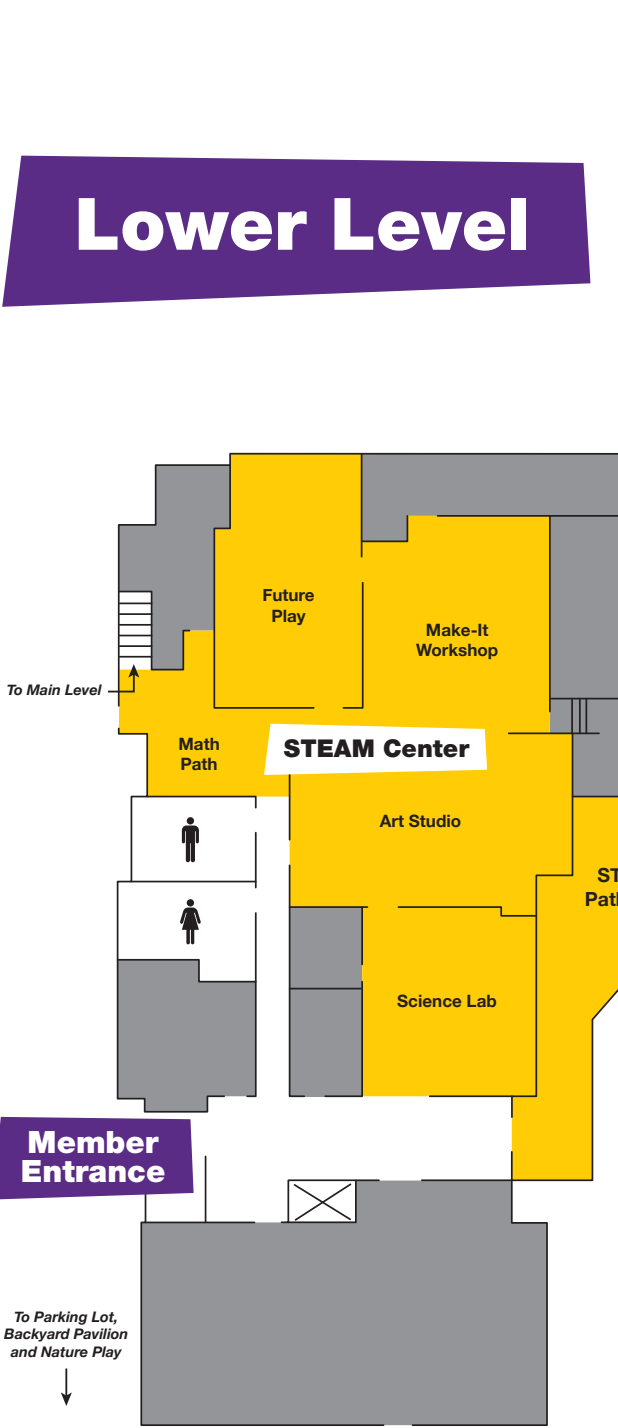 Lower Level
Future
Play
Make-It
Workshop
To Main Level
Math
Path
STEAM Center
Art Studio
Science Lab
Member
Entrance
To Parking Lot,
Backyard Pavilion
and Nature Play